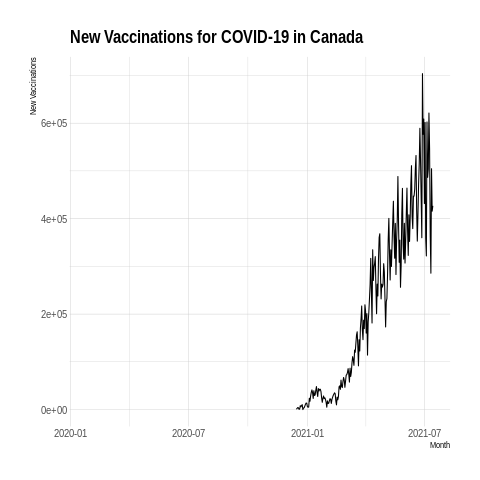 New Vaccinations for COVID-19 in Canada
New Vaccinations
6e+05
4e+05
2e+05
0e+00
2020-01 2020-07 2021-01 2021-07
Month